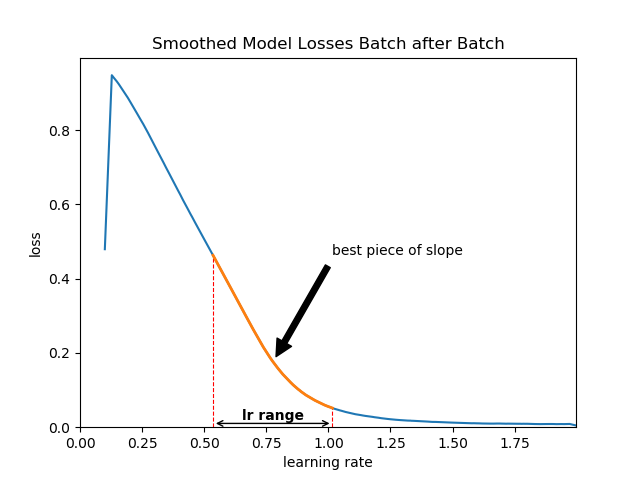 Smoothed Model Losses Batch after Batch
0.8
0.6
0.4
0.2
0.0
loss
best piece of slope
lr range
0.00 0.25 0.50 0.75 1.00 1.25 1.50 1.75
learning rate